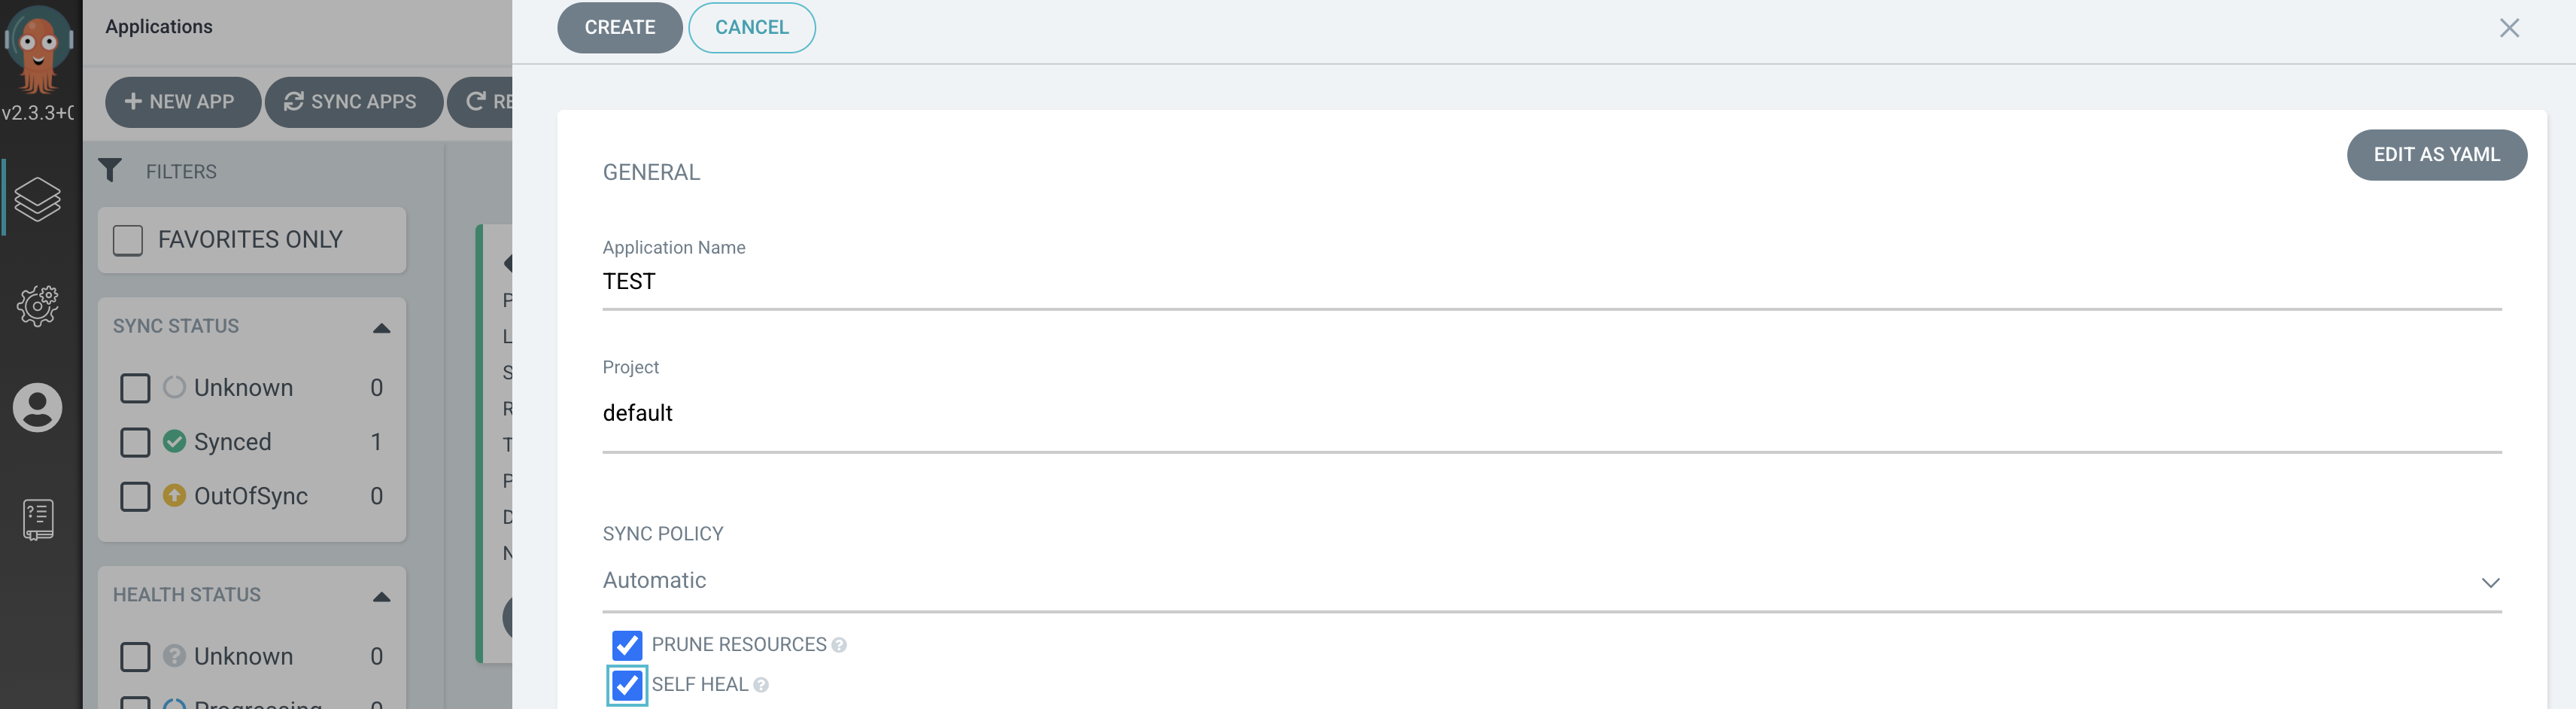 Applications
v2.3.3+
NEW APP
SYNC APPS
FILTERS
FAVORITES ONLY
SYNC STATUS
Unknown 0
Synced 1
OutOfSync 0
HEALTH STATUS
Unknown 0
CREATE
CANCEL
GENERAL
EDIT AS YAML
Application Name
TEST
Project
default
SYNC POLICY
Automatic
PRUNE RESOURCES
SELF HEAL